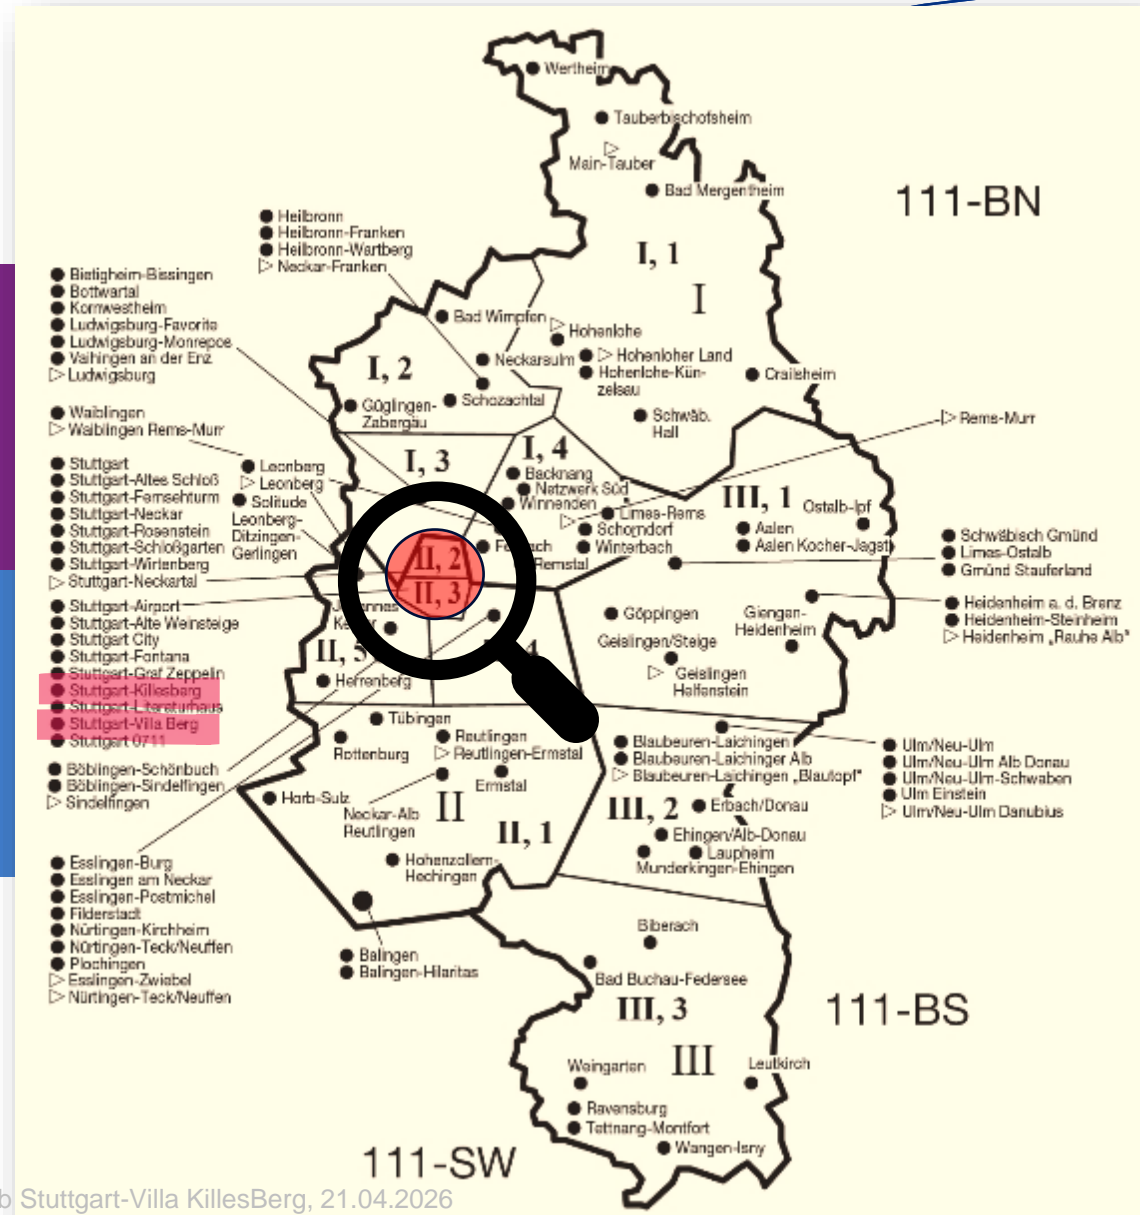 Wertheim
Tauberbischofsheim
Main-Tauber
Bad Mergentheim
111-BN
Heilbronn
Heilbronn-Franken
Heilbronn-Wartberg
Neckar-Franken
I, 1
I
Bietigheim-Bissingen
Bottwartal
Kornwestheim
Ludwigsburg-Favorite
Ludwigsburg-Monrepos
Vaihingen an der Enz
Ludwigsburg
Bad Wimpfen
Hohenlohe
Neckarsulm
Hohenloher Land
Hohenlohe-Kün-
zelsau
Crailsheim
I, 2
Schozachtal
Güglingen-
Zabergäu
Schwäb.
Hall
Waiblingen
Waiblingen Rems-Murr
Rems-Murr
I, 3
I, 4
Leonberg
Leonberg
Solitude
Leonberg-
Ditzingen-
Gerlingen
Backnang
Netzwerk Süd
Winnenden
Limes-Rems
Schorndorf
Winterbach
Remstal
III, 1
Ostalb-Ipf
Aalen
Aalen Kocher-Jagst
Stuttgart
Stuttgart-Altes Schloß
Stuttgart-Fernsehturm
Stuttgart-Neckar
Stuttgart-Rosenstein
Stuttgart-Schloßgarten
Stuttgart-Wirtenberg
Stuttgart-Neckartal
Schwäbisch Gmünd
Limes-Ostalb
Gmünd Stauferland
II, 2
II, 3
Stuttgart-Airport
Stuttgart-Alte Weinsteige
Stuttgart City
Stuttgart-Fontana
Stuttgart-Graf Zeppelin
Stuttgart-Killesberg
Stuttgart-Literaturhaus
Stuttgart-Villa Berg
Stuttgart 0711
Heidenheim a. d. Brenz
Heidenheim-Steinheim
Heidenheim „Rauhe Alb"
Göppingen
Giengen-
Heidenheim
Geislingen/Steige
Geislingen
Helfenstein
II, 5
4
Herrenberg
Tübingen
Rottenburg
Reutlingen
Reutlingen-Ermstal
Ermstal
Böblingen-Schönbuch
Böblingen-Sindelfingen
Sindelfingen
Horb-Sulz
Neckar-Alb
Reutlingen
II
II, 1
Hohenzollern-
Hechingen
Blaubeuren-Laichingen
Blaubeuren-Laichinger Alb
Blaubeuren-Laichingen „Blautopf"
Ulm/Neu-Ulm
Ulm/Neu-Ulm Alb Donau
Ulm/Neu-Ulm-Schwaben
Ulm Einstein
Ulm/Neu-Ulm Danubius
III, 2
Erbach/Donau
Ehingen/Alb-Donau
Laupheim
Munderkingen-Ehingen
Esslingen-Burg
Esslingen am Neckar
Esslingen-Postmichel
Filderstadt
Nürtingen-Kirchheim
Nürtingen-Teck/Neuffen
Plochingen
Esslingen-Zwiebel
Nürtingen-Teck/Neuffen
Balingen
Balingen-Hilaritas
Biberach
Bad Buchau-Federsee
III, 3
III
111-BS
Weingarten
Leutkirch
Ravensburg
Tettnang-Montfort
Wangen-Isny
111-SW
Stuttgart-Villa KillesBerg, 21.04.2026